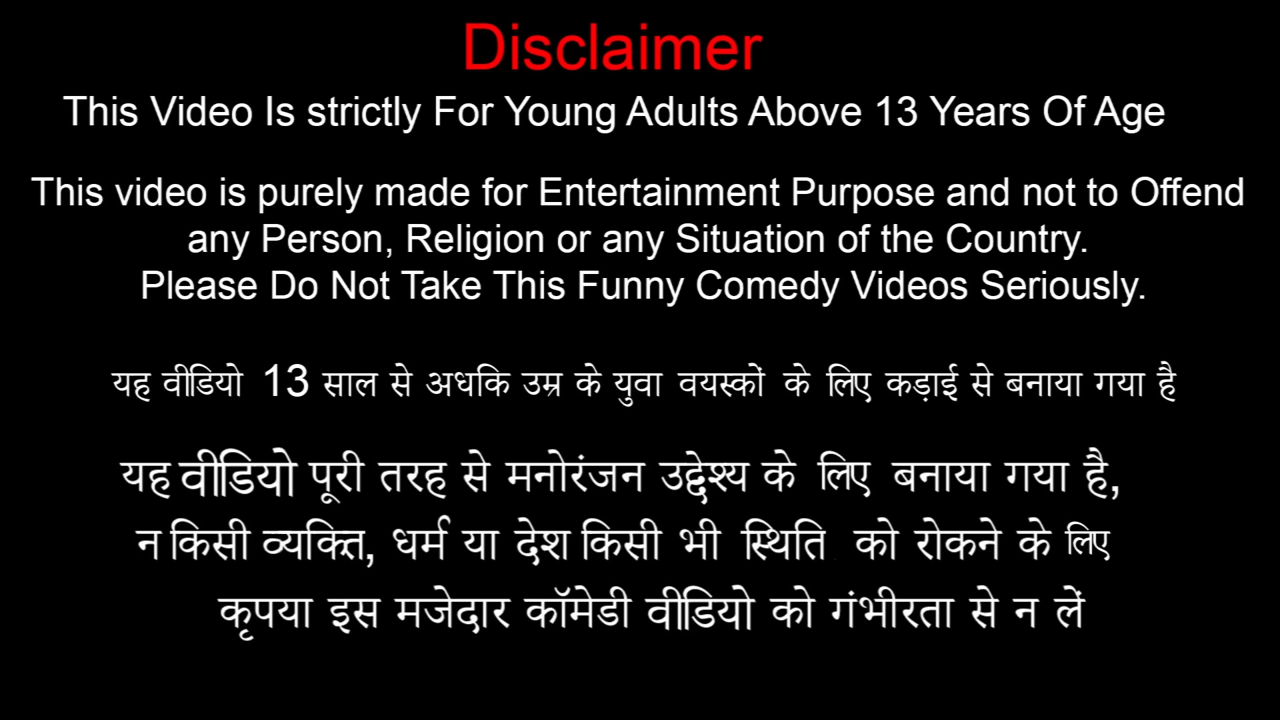 Disclaimer
This Video Is strictly For Young Adults Above 13 Years Of Age
This video is purely made for Entertainment Purpose and not to Offend
any Person, Religion or any Situation of the Country.
Please Do Not Take This Funny Comedy Videos Seriously.
यह वीडियो 13 साल से अधकि उम्र के युवा वयस्कों के लिए कड़ाई से बनाया गया है
यह वीडियो पूरी तरह से मनोरंजन उद्देश्य के लिए बनाया गया है,
न किसी व्यक्ति, धर्म या देश किसी भी स्थिति को रोकने के लिए
कृपया इस मजेदार कॉमेडी वीडियो को गंभीरता से न लें